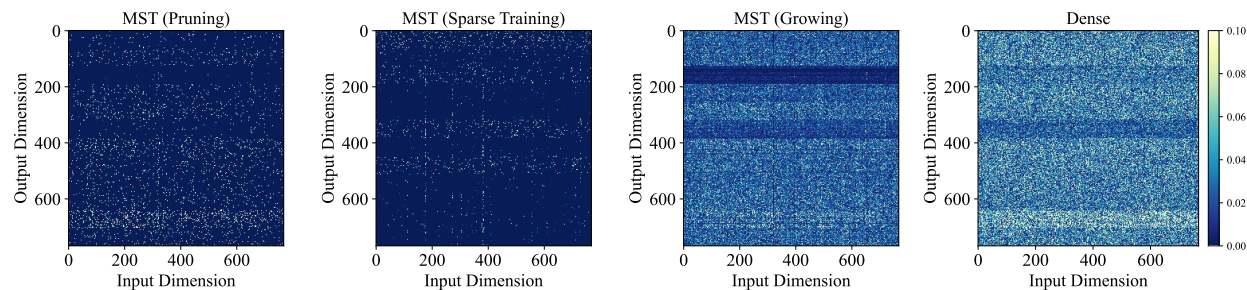 MST (Pruning)
0
200
400
600
Output Dimension
0 200 400 600
Input Dimension
MST (Sparse Training)
0
200
400
600
Output Dimension
0 200 400 600
Input Dimension
MST (Growing)
0
200
400
600
Output Dimension
0 200 400 600
Input Dimension
Dense
0
200
400
600
Output Dimension
0 200 400 600
Input Dimension
0.10
0.08
0.06
0.04
0.02
0.00